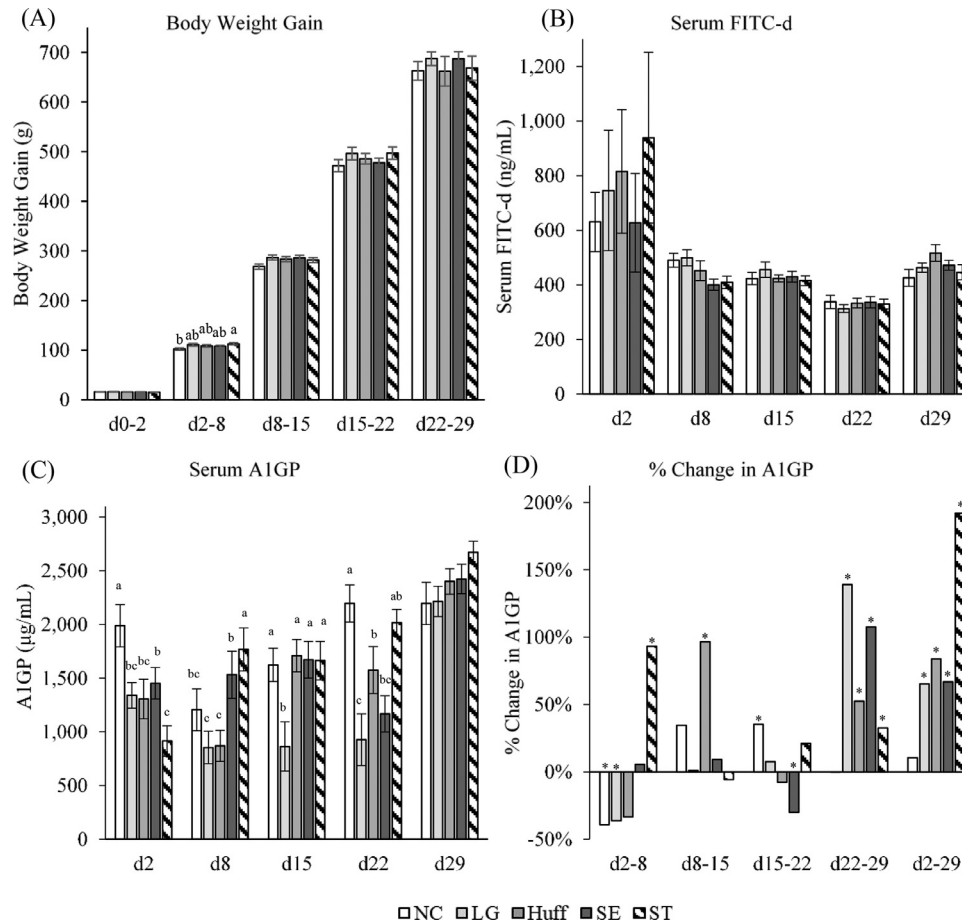 (A) Body Weight Gain
Body Weight Gain (g)
700
600
500
400
300
200
100
0
b ab ab ab a
d0-2 d2-8 d8-15 d15-22 d22-29
(B) Serum FITC-d
Serum FITC-d (ng/mL)
1,200
1,000
800
600
400
200
0
d2 d8 d15 d22 d29
(C) Serum A1GP
A1GP (µg/mL)
3,000
2,500
2,000
1,500
1,000
500
0
a bc bc b c
bc c c b a
a b a a a
a c b bc ab
d2 d8 d15 d22 d29
(D) % Change in A1GP
% Change in A1GP
200%
150%
100%
50%
0%
-50%
* * *
*
* *
* * * *
* * * *
d2-8 d8-15 d15-22 d22-29 d2-29
NC LG Huff SE ST